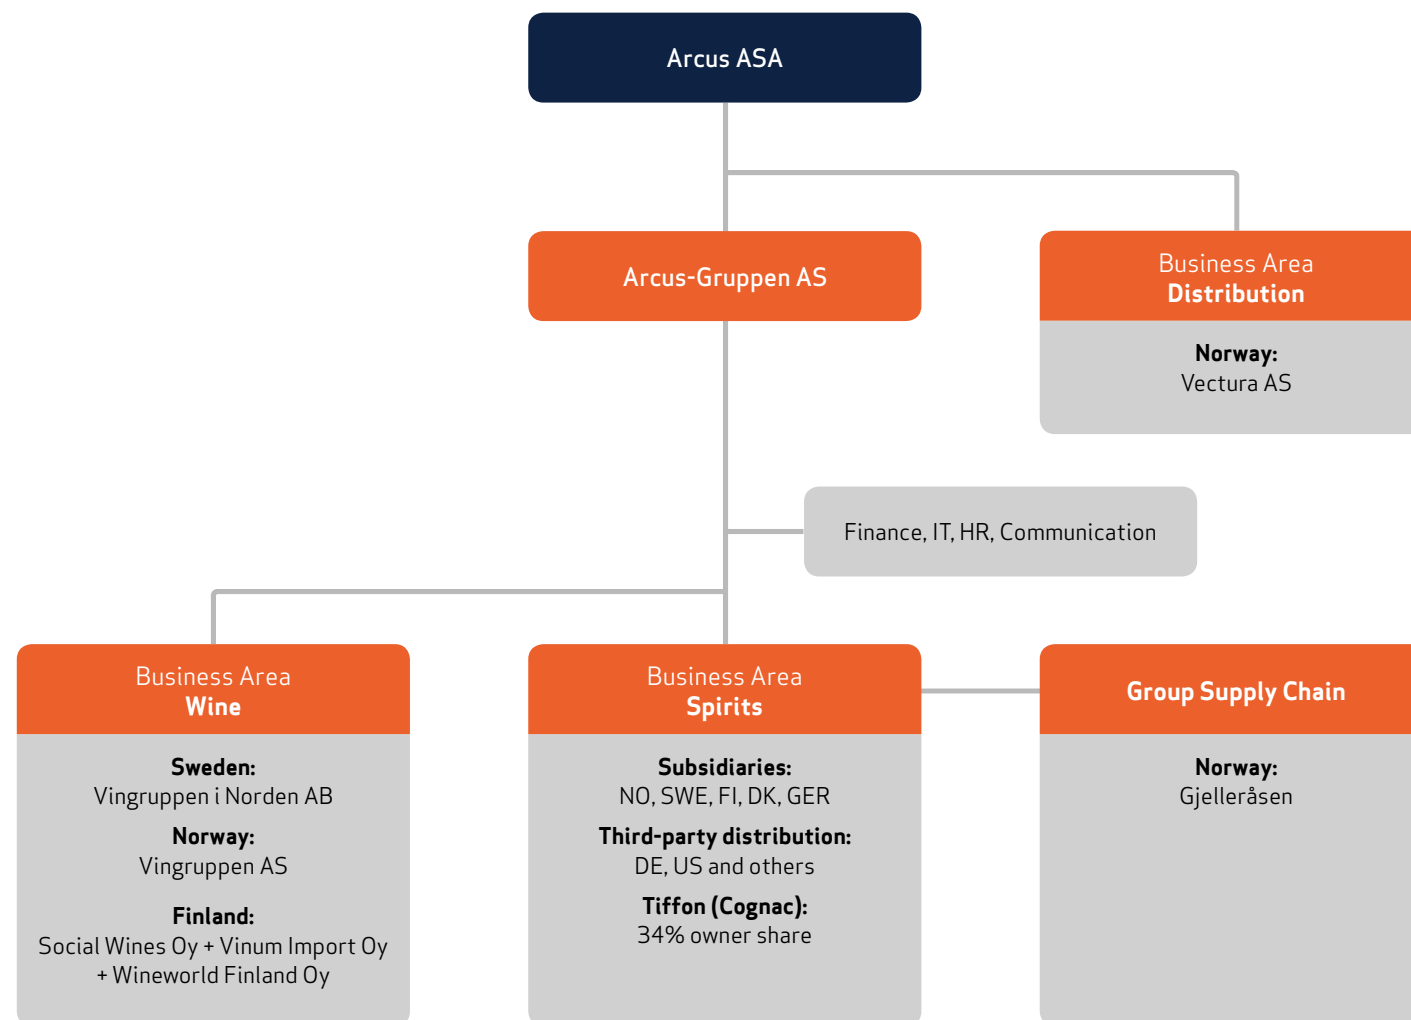 Arcus ASA
Arcus-Gruppen AS
Business Area
Distribution
Norway:
Vectura AS
Finance, IT, HR, Communication
Business Area
Wine
Sweden:
Vingruppen i Norden AB
Norway:
Vingruppen AS
Finland:
Social Wines Oy + Vinum Import Oy
+ Wineworld Finland Oy
Business Area
Spirits
Subsidiaries:
NO, SWE, FI, DK, GER
Third-party distribution:
DE, US and others
Tiffon (Cognac):
34% owner share
Group Supply Chain
Norway:
Gjelleråsen